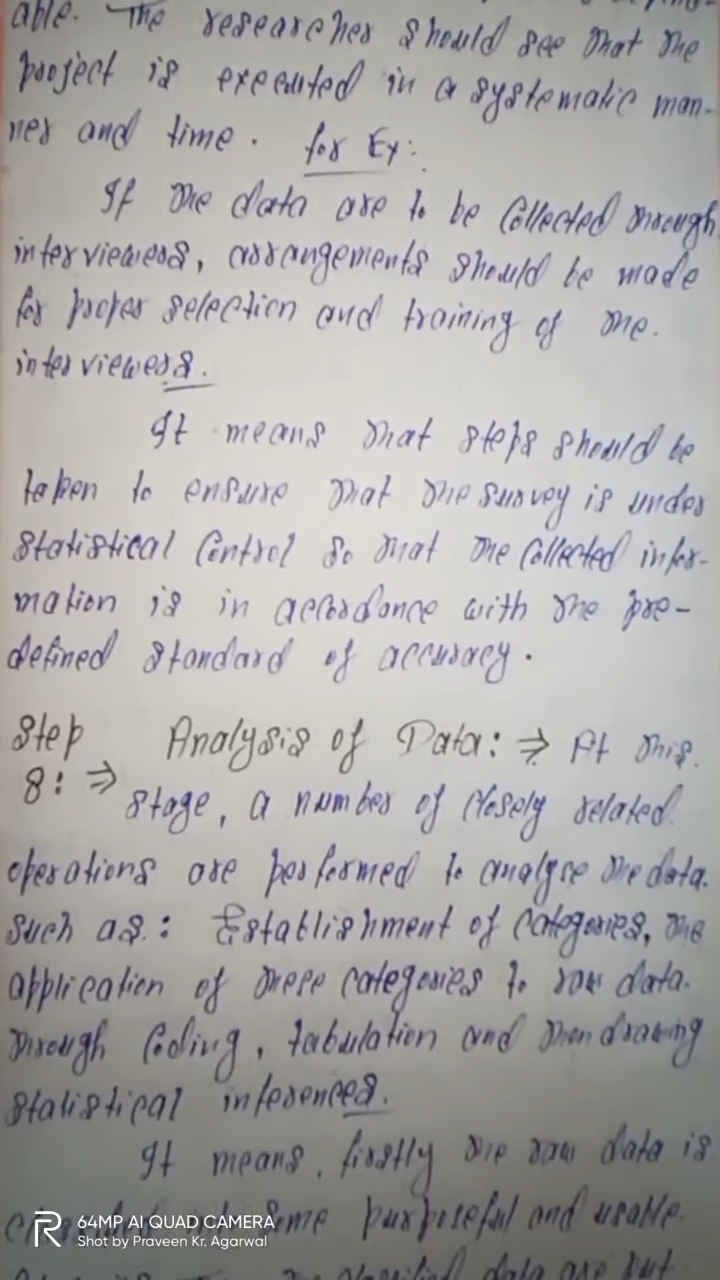 able. The researcher should see that the
project is executed in a systematic man-
ner and time. for Ex:
If the data are to be Collected through
interviewers, arrangements should be made
for proper selection and training of the.
interviewers.
It means that steps should be
taken to ensure that the survey is under
statistical Control so that the Collected infor-
mation is in accordance with the pre-
defined standard of accuracy.
Step Analysis of Data: ⇒ At this.
8: ⇒ stage, a number of closely related
operations are performed to analyse the data.
such as: Establishment of categories, the
application of these categories to raw data.
through Coding, tabulation and then drawing
statistical inferences.
It means, firstly the raw data is
some purposeful and usable.
data are put
64MP AI QUAD CAMERA
Shot by Praveen Kr. Agarwal